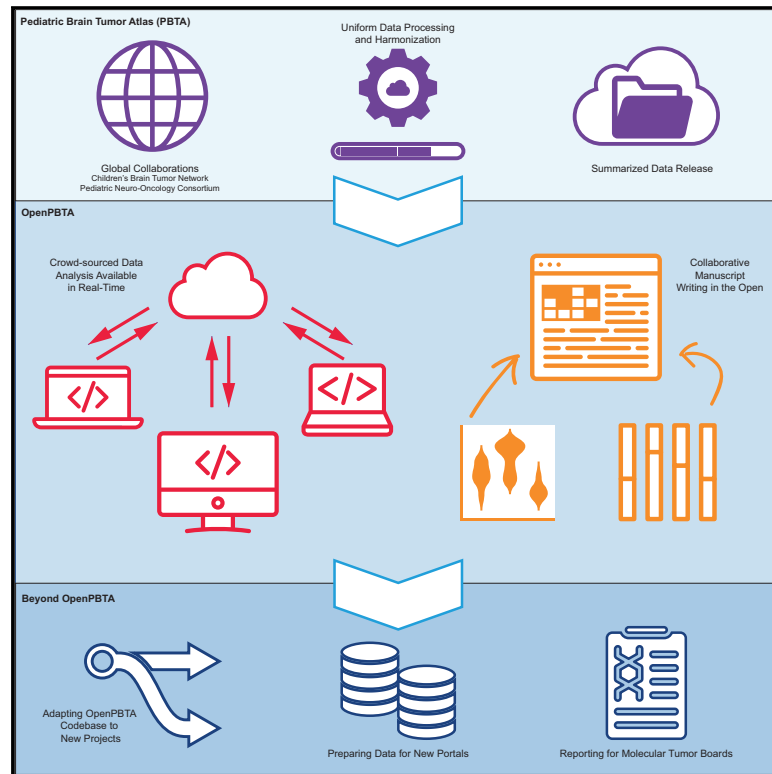 Pediatric Brain Tumor Atlas (PBTA)
Uniform Data Processing
and Harmonization
Global Collaborations
Children's Brain Tumor Network
Pediatric Neuro-Oncology Consortium
Summarized Data Release
OpenPBTA
Crowd-sourced Data
Analysis Available
in Real-Time
Collaborative
Manuscript
Writing in the Open
</>
</>
</>
Beyond OpenPBTA
Adapting OpenPBTA
Codebase to
New Projects
Preparing Data for New Portals
Reporting for Molecular Tumor Boards